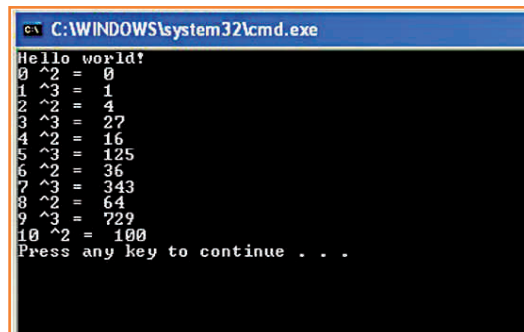 C:\WINDOWS\system32\cmd.exe
Hello world!
0 ^2 =  0
1 ^3 =  1
2 ^2 =  4
3 ^3 =  27
4 ^2 =  16
5 ^3 =  125
6 ^2 =  36
7 ^3 =  343
8 ^2 =  64
9 ^3 =  729
10 ^2 =  100
Press any key to continue . . .